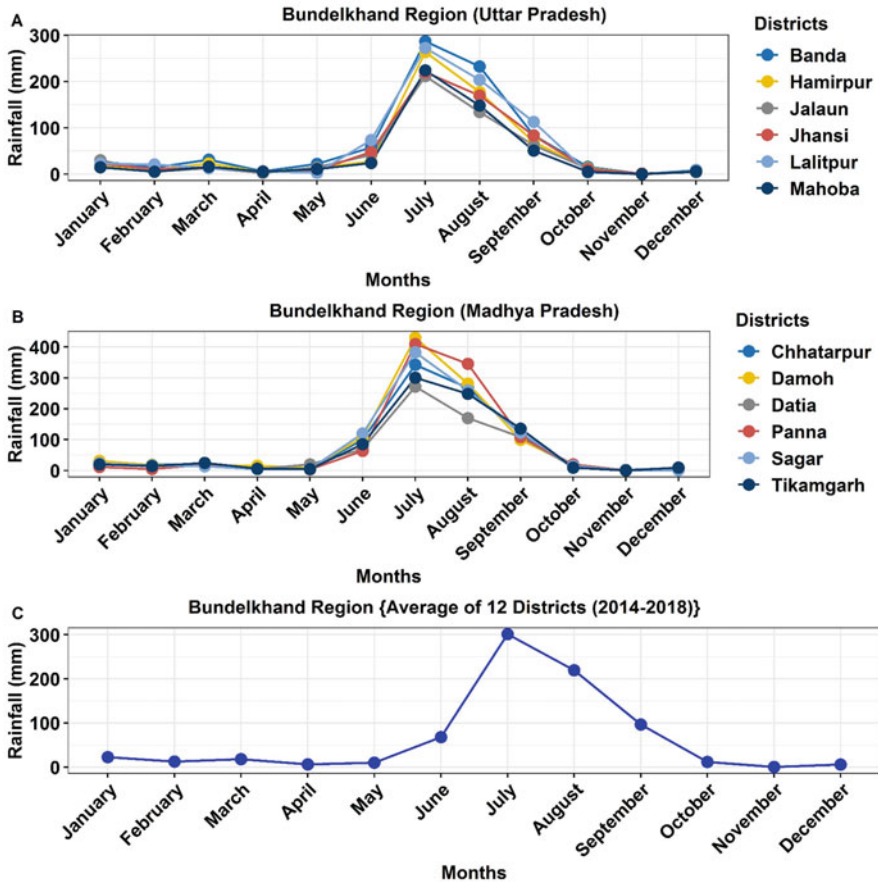 A
Bundelkhand Region (Uttar Pradesh)
Rainfall (mm)
300
200
100
0
January
February
March
April
May
June
July
August
September
October
November
December
Months
Districts
Banda
Hamirpur
Jalaun
Jhansi
Lalitpur
Mahoba
B
Bundelkhand Region (Madhya Pradesh)
Rainfall (mm)
400
300
200
100
0
January
February
March
April
May
June
July
August
September
October
November
December
Months
Districts
Chhatarpur
Damoh
Datia
Panna
Sagar
Tikamgarh
C
Bundelkhand Region {Average of 12 Districts (2014-2018)}
Rainfall (mm)
300
200
100
0
January
February
March
April
May
June
July
August
September
October
November
December
Months